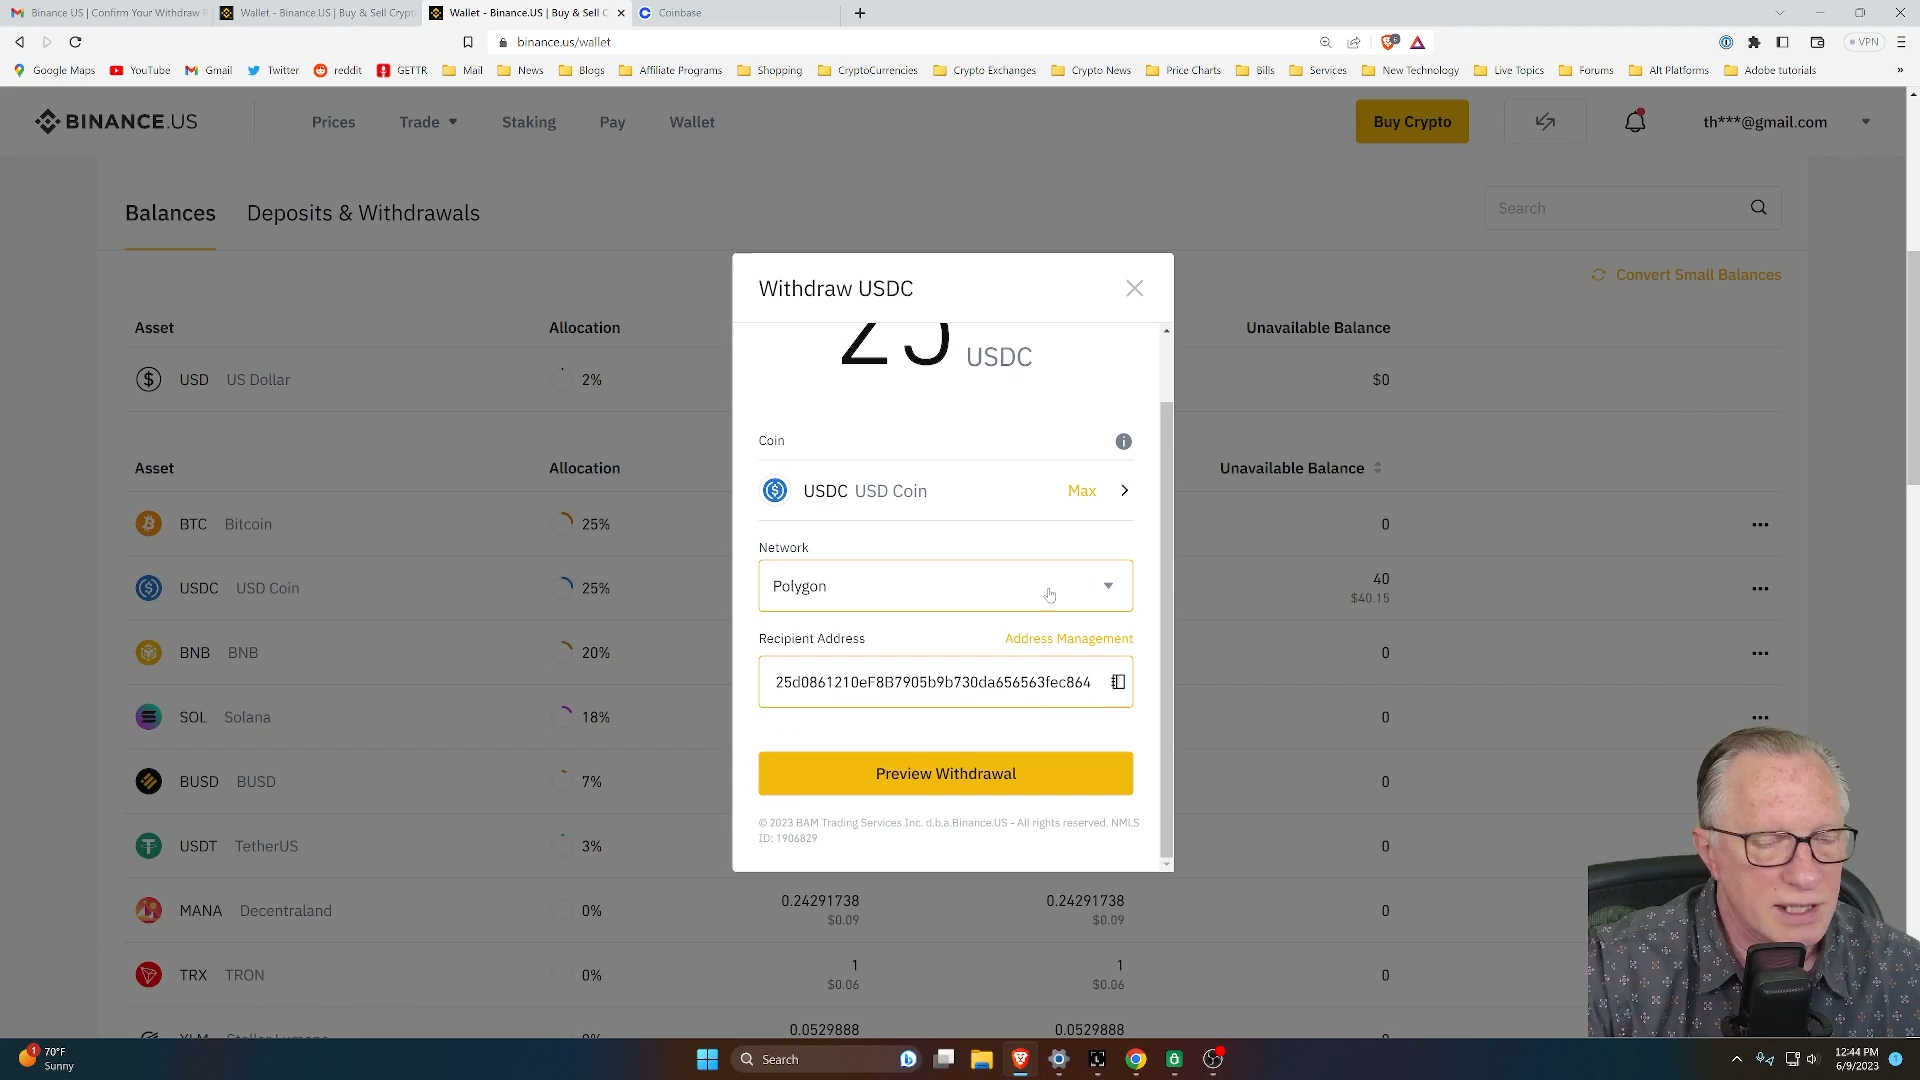 Binance US | Confirm Your Withdraw R
Wallet - Binance.US | Buy & Sell Crypt
Wallet - Binance.US | Buy & Sell C
Coinbase
binance.us/wallet
6
VPN
Google Maps
YouTube
Gmail
Twitter
reddit
GETTR
Mail
News
Blogs
Affiliate Programs
Shopping
CryptoCurrencies
Crypto Exchanges
Crypto News
Price Charts
Bills
Services
New Technology
Live Topics
Forums
Alt Platforms
Adobe tutorials
BINANCE.US
Prices
Trade
Staking
Pay
Wallet
Buy Crypto
th***@gmail.com
Balances
Deposits & Withdrawals
Search
Convert Small Balances
Asset
Allocation
Unavailable Balance
USD US Dollar
2%
$0
Asset
Allocation
Unavailable Balance
BTC Bitcoin
25%
0
USDC USD Coin
25%
40
$40.15
BNB BNB
20%
0
SOL Solana
18%
0
BUSD BUSD
7%
0
USDT TetherUS
3%
0
MANA Decentraland
0%
0.24291738
$0.09
0.24291738
$0.09
0
TRX TRON
0%
1
$0.06
1
$0.06
0
0.0529888
0.0529888
Withdraw USDC
25 USDC
Coin
USDC USD Coin
Max
Network
Polygon
Recipient Address
Address Management
25d0861210eF8B7905b9b730da656563fec864
Preview Withdrawal
© 2023 BAM Trading Services Inc. d.b.a.Binance.US - All rights reserved. NMLS
ID: 1906829
1
70°F
Sunny
Search
12:44 PM
6/9/2023
1